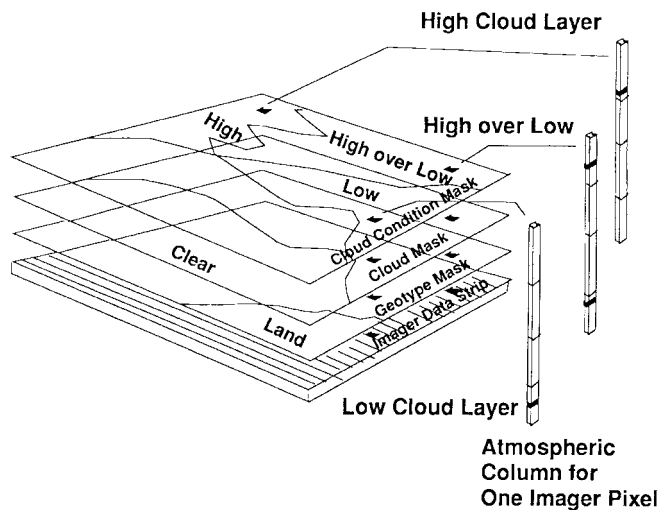 High Cloud Layer
High
High over Low
High over Low
Low
Cloud Condition Mask
Clear
Cloud Mask
Geotype Mask
Land
Imager Data Strip
Low Cloud Layer
Atmospheric
Column for
One Imager Pixel